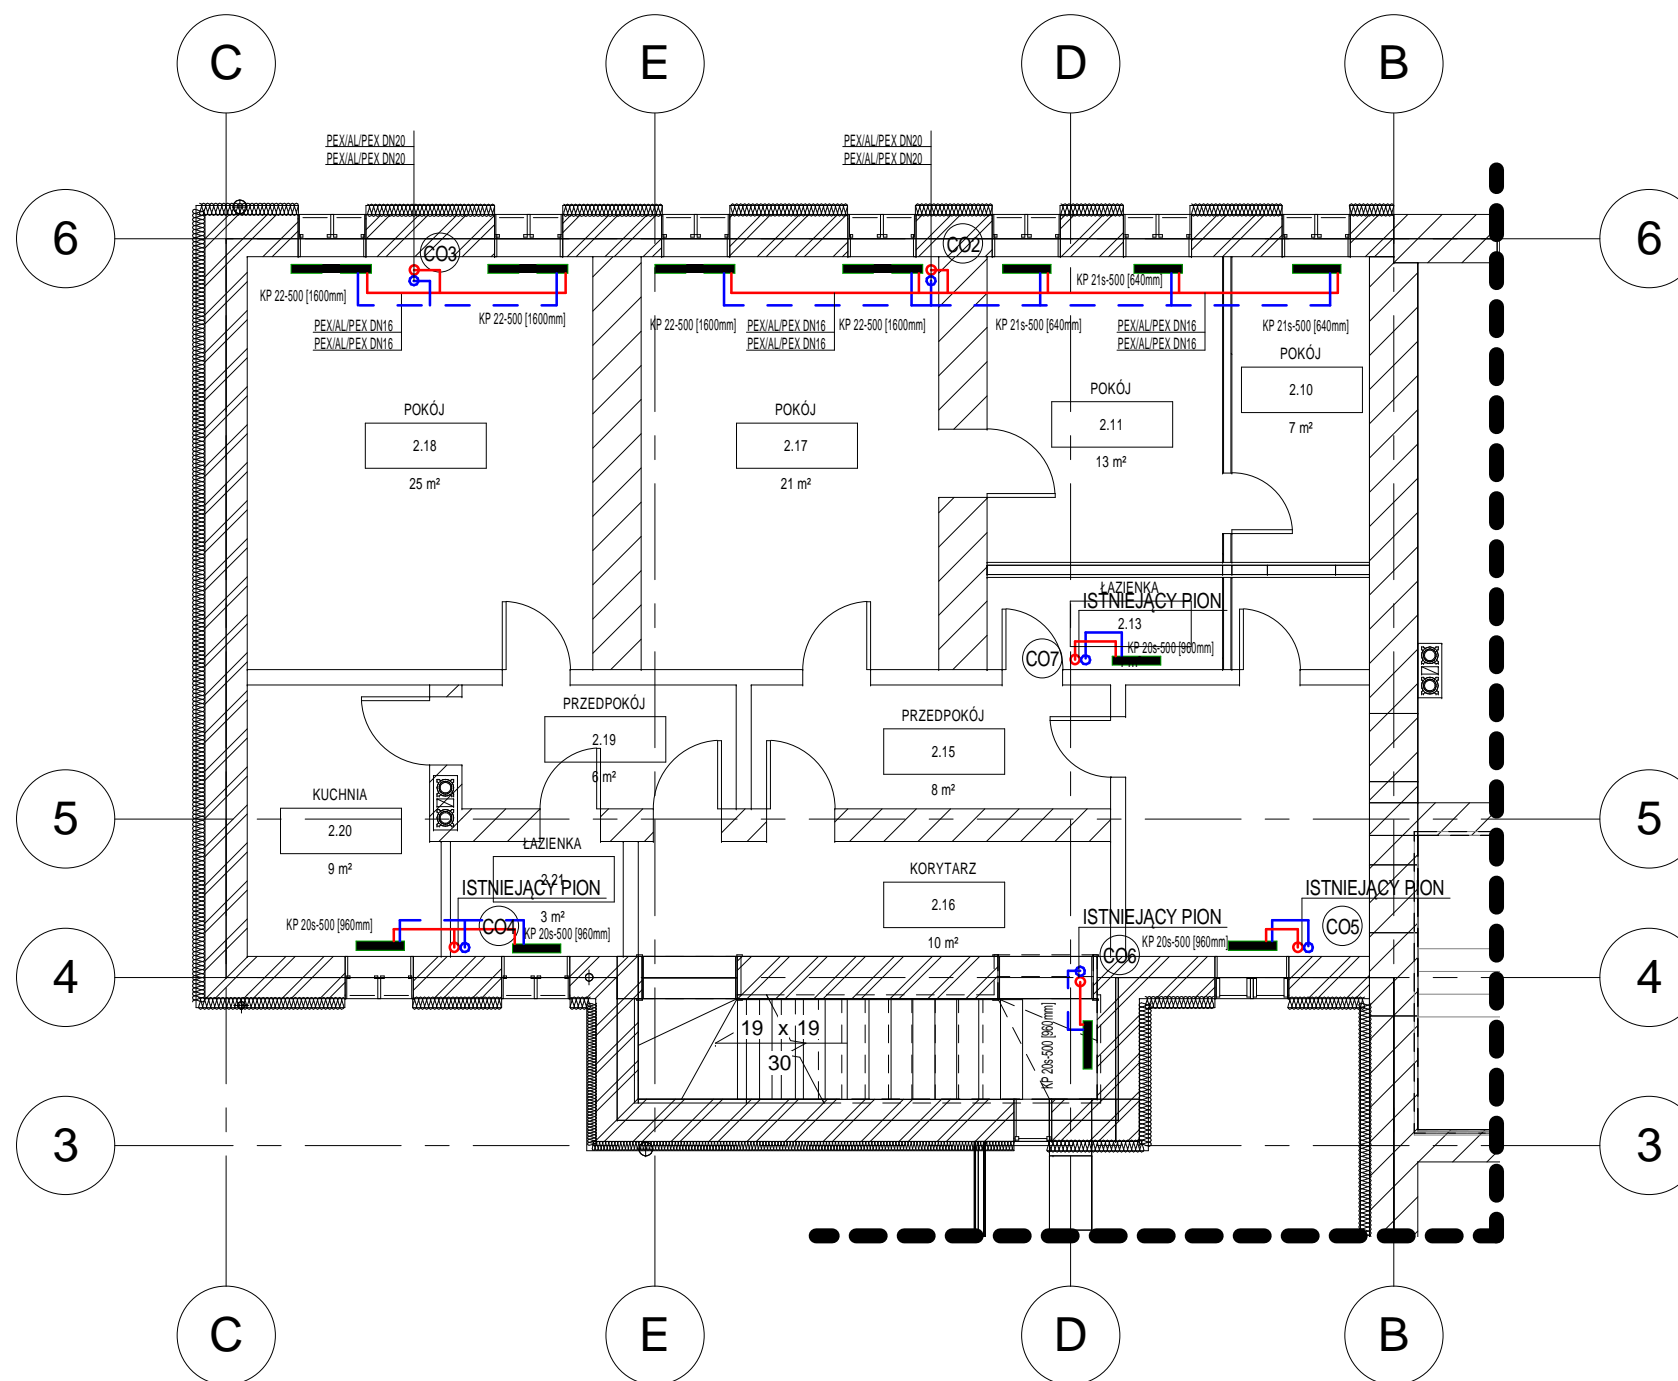 C
E
D
B
PEX/AL/PEX DN20
PEX/AL/PEX DN20
PEX/AL/PEX DN20
PEX/AL/PEX DN20
6
6
CO3
CO2
KP 22-500 [1600mm]
KP 22-500 [1600mm]
KP 22-500 [1600mm]
KP 22-500 [1600mm]
KP 21s-500 [640mm]
KP 21s-500 [640mm]
KP 21s-500 [640mm]
PEX/AL/PEX DN16
PEX/AL/PEX DN16
PEX/AL/PEX DN16
PEX/AL/PEX DN16
PEX/AL/PEX DN16
PEX/AL/PEX DN16
POKÓJ
2.18
25 m²
POKÓJ
2.17
21 m²
POKÓJ
2.11
13 m²
POKÓJ
2.10
7 m²
ŁAZIENKA
ISTNIEJĄCY PION
2.13
KP 20s-500 [960mm]
CO7
PRZEDPOKÓJ
2.19
6 m²
PRZEDPOKÓJ
2.15
8 m²
KUCHNIA
2.20
9 m²
5
5
ŁAZIENKA
2.21
ISTNIEJĄCY PION
3 m²
CO4
KP 20s-500 [960mm]
KP 20s-500 [960mm]
KORYTARZ
2.16
10 m²
ISTNIEJĄCY PION
KP 20s-500 [960mm]
CO6
ISTNIEJĄCY PION
CO5
4
4
19 x 19
30
KP 20s-500 [960mm]
3
3
C
E
D
B